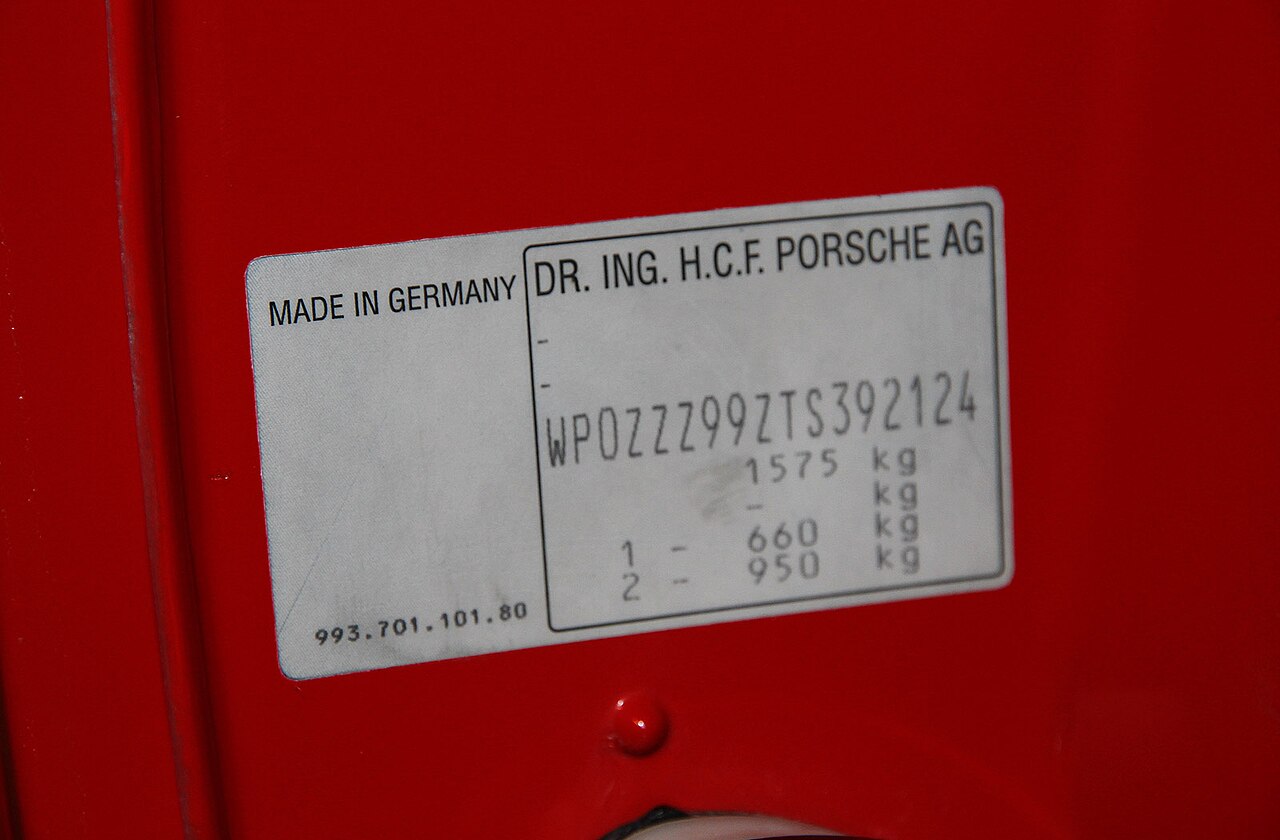 MADE IN GERMANY
993.701.101.80
DR. ING. H.C.F. PORSCHE AG
-
-
WP0ZZZ99ZTS392124
1575 kg
- kg
1 - 660 kg
2 - 950 kg